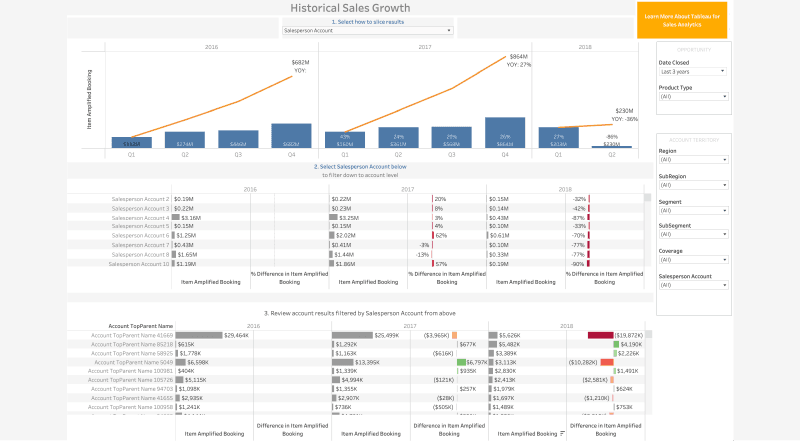 Historical Sales Growth
Learn More About Tableau for
Sales Analytics
1. Select how to slice results
Salesperson Account
2016 2017 2018
Item Amplified Booking
$682M
YOY:
$864M
YOY: 27%
$230M
YOY: -36%
43% 24% 20% 26% 27% -86%
$274M $682M $230M
Q1 Q2 Q3 Q4 Q1 Q2 Q3 Q4 Q1 Q2
OPPORTUNITY
Date Closed
Last 3 years
Product Type
(All)
ACCOUNT TERRITORY
Region
(All)
SubRegion
(All)
Segment
(All)
SubSegment
(All)
Coverage
(All)
Salesperson Account
(All)
2. Select Salesperson Account below
to filter down to account level
2016 2017 2018
Salesperson Account 2 $0.19M $0.22M 20% $0.15M -32%
Salesperson Account 3 $0.22M $0.23M 8% $0.14M -42%
Salesperson Account 4 $3.16M $3.25M 3% $0.43M -87%
Salesperson Account 5 $0.15M $0.15M 4% $0.10M -33%
Salesperson Account 6 $1.25M $2.02M 62% $0.61M -70%
Salesperson Account 7 $0.43M $0.41M -3% $0.10M -77%
Salesperson Account 8 $1.65M $1.44M -13% $0.33M -77%
Salesperson Account 10 $1.19M $1.86M 57% $0.19M -90%
Item Amplified Booking % Difference in Item Amplified Booking Item Amplified Booking % Difference in Item Amplified Booking Item Amplified Booking % Difference in Item Amplified Booking
3. Review account results filtered by Salesperson Account from above
Account TopParent Name 2016 2017 2018
Account TopParent Name 41669 $29,464K $25,499K ($3,965K) $5,626K ($19,872K)
Account TopParent Name 85218 $615K $1,292K $677K $5,482K $4,190K
Account TopParent Name 58925 $1,778K $1,163K ($616K) $3,389K $2,226K
Account TopParent Name 5049 $6,598K $13,395K $6,797K $3,113K ($10,282K)
Account TopParent Name 100981 $404K $1,339K $935K $2,830K $1,491K
Account TopParent Name 105726 $5,115K $4,994K ($121K) $2,413K ($2,581K)
Account TopParent Name 94703 $1,098K $1,355K $257K $1,979K $624K
Account TopParent Name 41655 $2,935K $2,907K ($28K) $1,697K ($1,210K)
Account TopParent Name 100958 $1,241K $736K ($505K) $1,489K $753K
Item Amplified Booking Difference in Item Amplified Booking Item Amplified Booking Difference in Item Amplified Booking Item Amplified Booking Difference in Item Amplified Booking